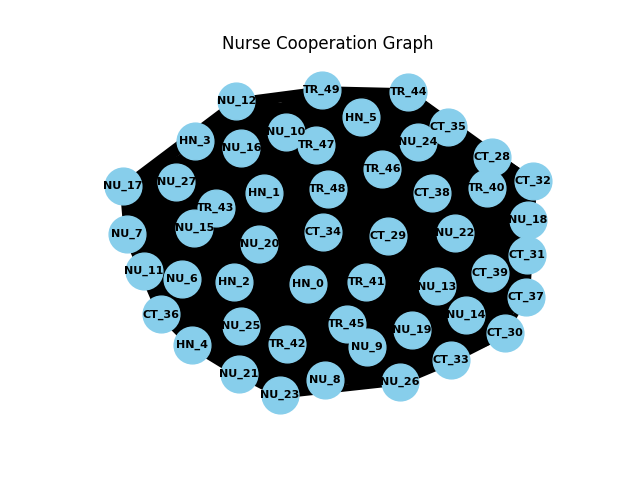 Nurse Cooperation Graph
TR_49
TR_44
NU_12
HN_5
CT_35
NU_10
HN_3
NU_24
TR_47
NU_16
CT_28
TR_46
CT_32
NU_27
NU_17
TR_40
TR_48
HN_1
CT_38
TR_43
NU_18
NU_15
CT_34
NU_22
NU_7
CT_29
NU_20
CT_31
NU_11
CT_39
NU_6
HN_2
TR_41
HN_0
NU_13
CT_37
CT_36
NU_14
TR_45
NU_25
NU_19
CT_30
TR_42
HN_4
NU_9
CT_33
NU_21
NU_8
NU_26
NU_23